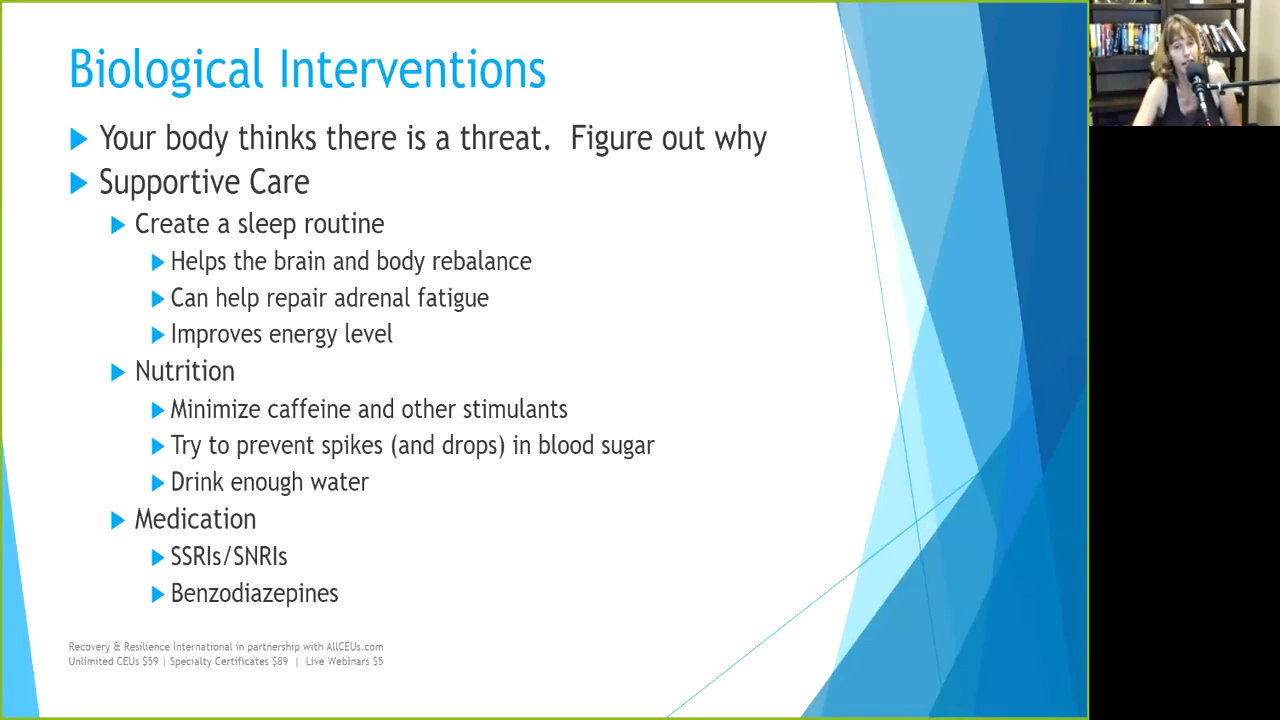 Biological Interventions
Your body thinks there is a threat.  Figure out why
Supportive Care
Create a sleep routine
Helps the brain and body rebalance
Can help repair adrenal fatigue
Improves energy level
Nutrition
Minimize caffeine and other stimulants
Try to prevent spikes (and drops) in blood sugar
Drink enough water
Medication
SSRIs/SNRIs
Benzodiazepines
Recovery & Resilience International in partnership with AllCEUs.com
Unlimited CEUs $59 | Specialty Certificates $89  |  Live Webinars $5